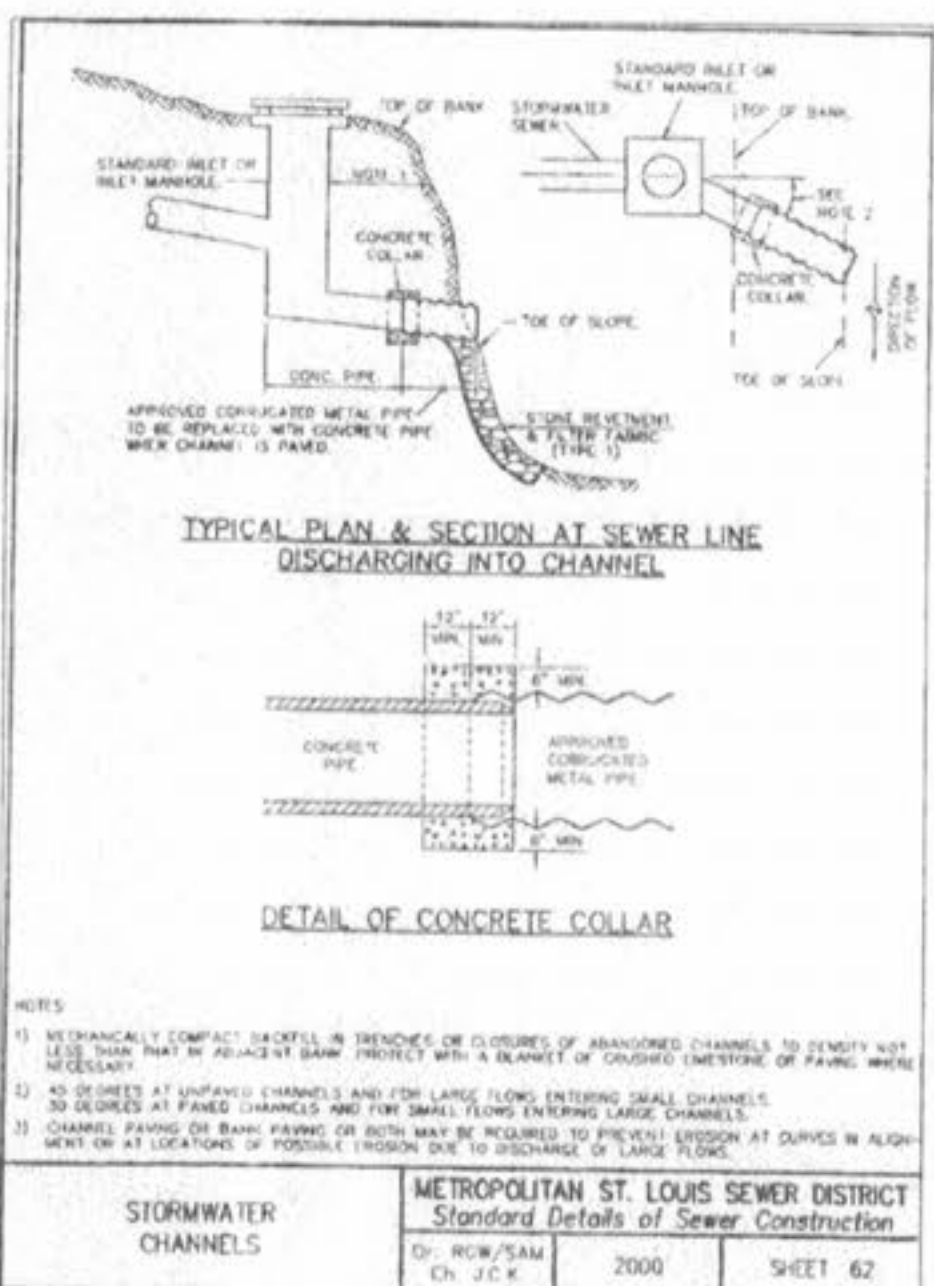 STANDARD INLET OR
INLET MANHOLE.
TOP OF BANK
STORMWATER
SEWER
TOP OF BANK
STANDARD INLET OR
INLET MANHOLE.
NOTE 1
SEE
NOTE 2
CONCRETE
COLLAR
CONCRETE
COLLAR.
DIRECTION
OF FLOW
TOE OF SLOPE
TOE OF SLOPE
CONC. PIPE
APPROVED CORRUGATED METAL PIPE
TO BE REPLACED WITH CONCRETE PIPE
WHEN CHANNEL IS PAVED.
STONE REVETMENT
& FILTER FABRIC
(TYPE 1)
TYPICAL PLAN & SECTION AT SEWER LINE
DISCHARGING INTO CHANNEL
12" 12"
MIN. MIN
6" MIN
CONCRETE
PIPE
APPROVED
CORRUGATED
METAL PIPE
6" MIN
DETAIL OF CONCRETE COLLAR
NOTES
1) MECHANICALLY COMPACT BACKFILL IN TRENCHES OR CLOSURES OF ABANDONED CHANNELS TO DENSITY NOT
LESS THAN THAT IN ADJACENT BANK. PROTECT WITH A BLANKET OF CRUSHED LIMESTONE OR PAVING WHERE
NECESSARY.
2) 45 DEGREES AT UNPAVED CHANNELS AND FOR LARGE FLOWS ENTERING SMALL CHANNELS.
30 DEGREES AT PAVED CHANNELS AND FOR SMALL FLOWS ENTERING LARGE CHANNELS.
3) CHANNEL PAVING OR BANK PAVING OR BOTH MAY BE REQUIRED TO PREVENT EROSION AT CURVES IN ALIGN-
MENT OR AT LOCATIONS OF POSSIBLE EROSION DUE TO DISCHARGE OF LARGE FLOWS.
STORMWATER
CHANNELS
METROPOLITAN ST. LOUIS SEWER DISTRICT
Standard Details of Sewer Construction
Dr. RGW/SAM
Ch. J.C.K.
2000
SHEET 62